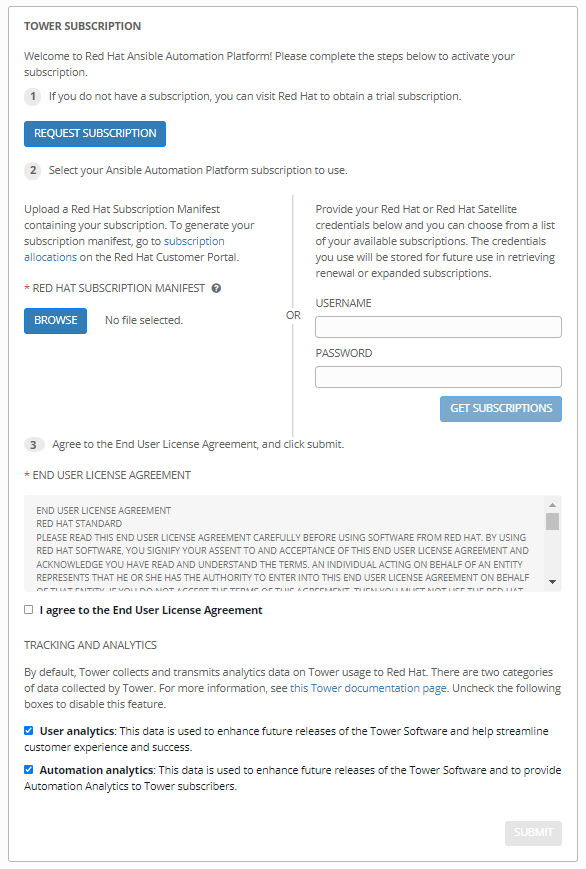 TOWER SUBSCRIPTION
Welcome to Red Hat Ansible Automation Platform! Please complete the steps below to activate your
subscription.
1 If you do not have a subscription, you can visit Red Hat to obtain a trial subscription.
REQUEST SUBSCRIPTION
2 Select your Ansible Automation Platform subscription to use.
Upload a Red Hat Subscription Manifest
containing your subscription. To generate your
subscription manifest, go to subscription
allocations on the Red Hat Customer Portal.
* RED HAT SUBSCRIPTION MANIFEST ?
BROWSE No file selected.
OR
Provide your Red Hat or Red Hat Satellite
credentials below and you can choose from a list
of your available subscriptions. The credentials
you use will be stored for future use in retrieving
renewal or expanded subscriptions.
USERNAME
PASSWORD
GET SUBSCRIPTIONS
3 Agree to the End User License Agreement, and click submit.
* END USER LICENSE AGREEMENT
END USER LICENSE AGREEMENT
RED HAT STANDARD
PLEASE READ THIS END USER LICENSE AGREEMENT CAREFULLY BEFORE USING SOFTWARE FROM RED HAT. BY USING
RED HAT SOFTWARE, YOU SIGNIFY YOUR ASSENT TO AND ACCEPTANCE OF THIS END USER LICENSE AGREEMENT AND
ACKNOWLEDGE YOU HAVE READ AND UNDERSTAND THE TERMS. AN INDIVIDUAL ACTING ON BEHALF OF AN ENTITY
REPRESENTS THAT HE OR SHE HAS THE AUTHORITY TO ENTER INTO THIS END USER LICENSE AGREEMENT ON BEHALF
OF THAT ENTITY. IF YOU DO NOT ACCEPT THE TERMS OF THIS AGREEMENT, THEN YOU MUST NOT USE THE RED HAT
I agree to the End User License Agreement
TRACKING AND ANALYTICS
By default, Tower collects and transmits analytics data on Tower usage to Red Hat. There are two categories
of data collected by Tower. For more information, see this Tower documentation page. Uncheck the following
boxes to disable this feature.
User analytics: This data is used to enhance future releases of the Tower Software and help streamline
customer experience and success.
Automation analytics: This data is used to enhance future releases of the Tower Software and to provide
Automation Analytics to Tower subscribers.
SUBMIT